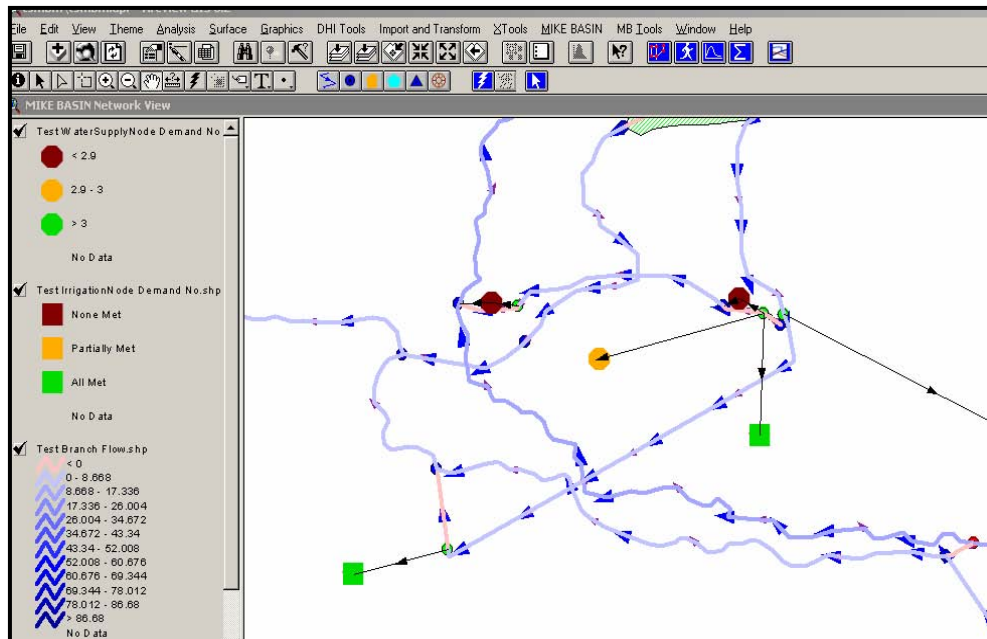 File Edit View Theme Analysis Surface Graphics DHI Tools Import and Transform XTools MIKE BASIN MB Tools Window Help
MIKE BASIN Network View
Test WaterSupplyNode Demand No
< 2.9
2.9 - 3
> 3
No Data
Test IrrigationNode Demand No.shp
None Met
Partially Met
All Met
No Data
Test Branch Flow.shp
< 0
0 - 8.668
8.668 - 17.336
17.336 - 26.004
26.004 - 34.672
34.672 - 43.34
43.34 - 52.008
52.008 - 60.676
60.676 - 69.344
69.344 - 78.012
78.012 - 86.68
> 86.68
No Data